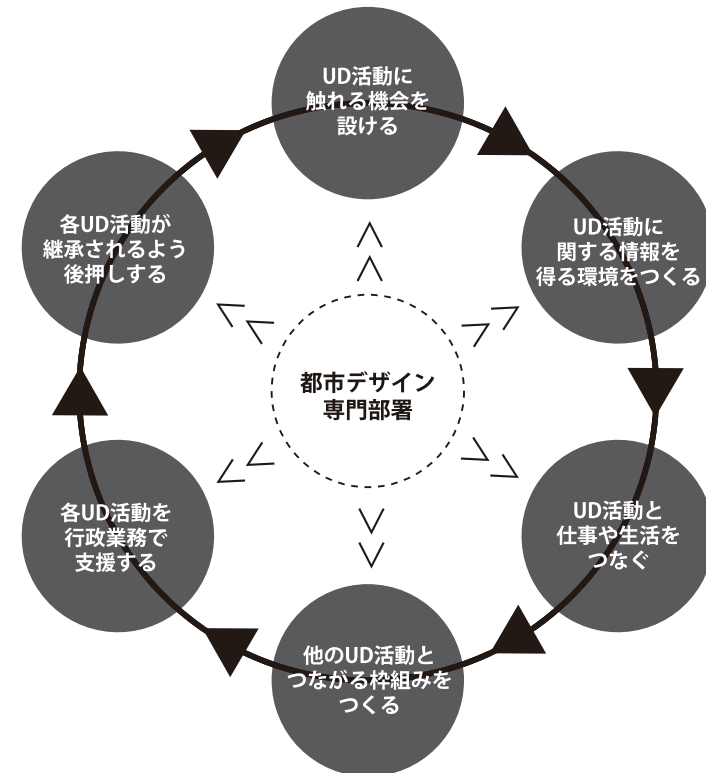 UD活動に
触れる機会を
設ける
UD活動に
関する情報を
得る環境をつくる
UD活動と
仕事や生活を
つなぐ
他のUD活動と
つながる枠組みを
つくる
各UD活動を
行政業務で
支援する
各UD活動が
継承されるよう
後押しする
都市デザイン
専門部署